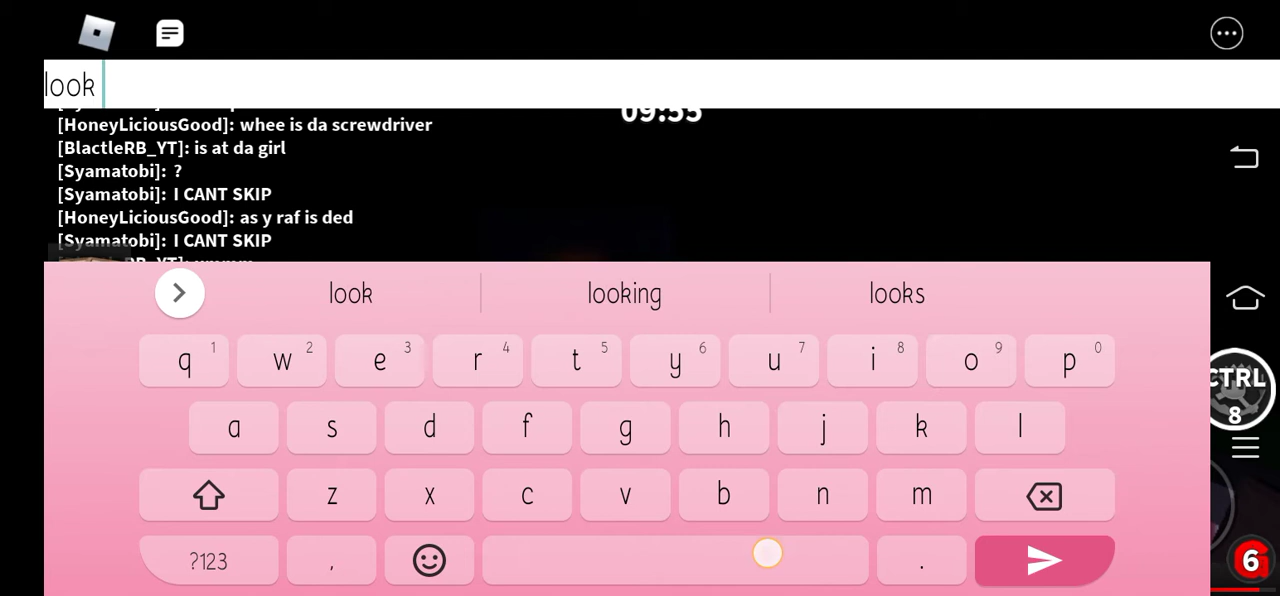 look
09:55
[HoneyLiciousGood]: whee is da screwdriver
[BlactleRB_YT]: is at da girl
[Syamatobi]: ?
[Syamatobi]: I CANT SKIP
[HoneyLiciousGood]: as y raf is ded
[Syamatobi]: I CANT SKIP
look looking looks
q 1 w 2 e 3 r 4 t 5 y 6 u 7 i 8 o 9 p 0
a s d f g h j k l
CTRL
8
z x c v b n m
?123 , .
6